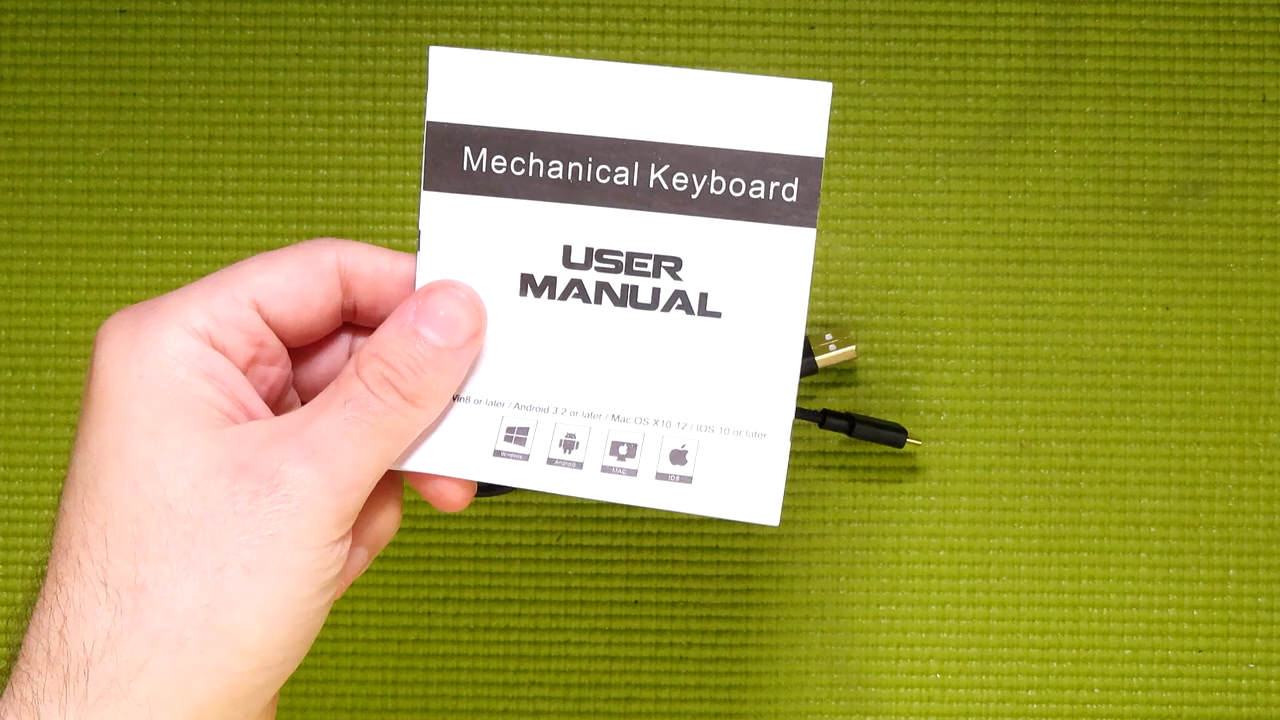 Mechanical Keyboard
USER
MANUAL
Win8 or later / Android 3.2 or later / Mac OS X10.12 / IOS 10 or later
Windows
Android
MAC
IOS